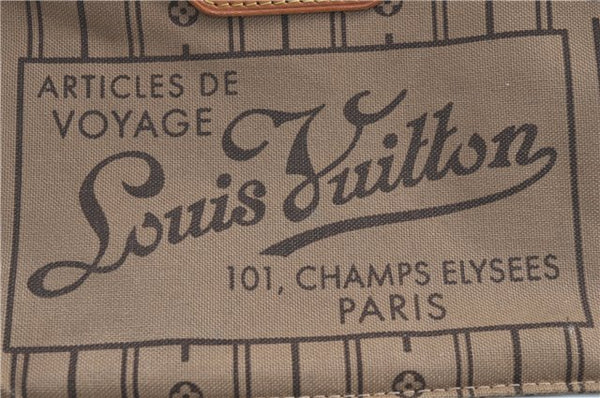 ARTICLES DE
VOYAGE
Louis Vuitton
101, CHAMPS ELYSEES
PARIS